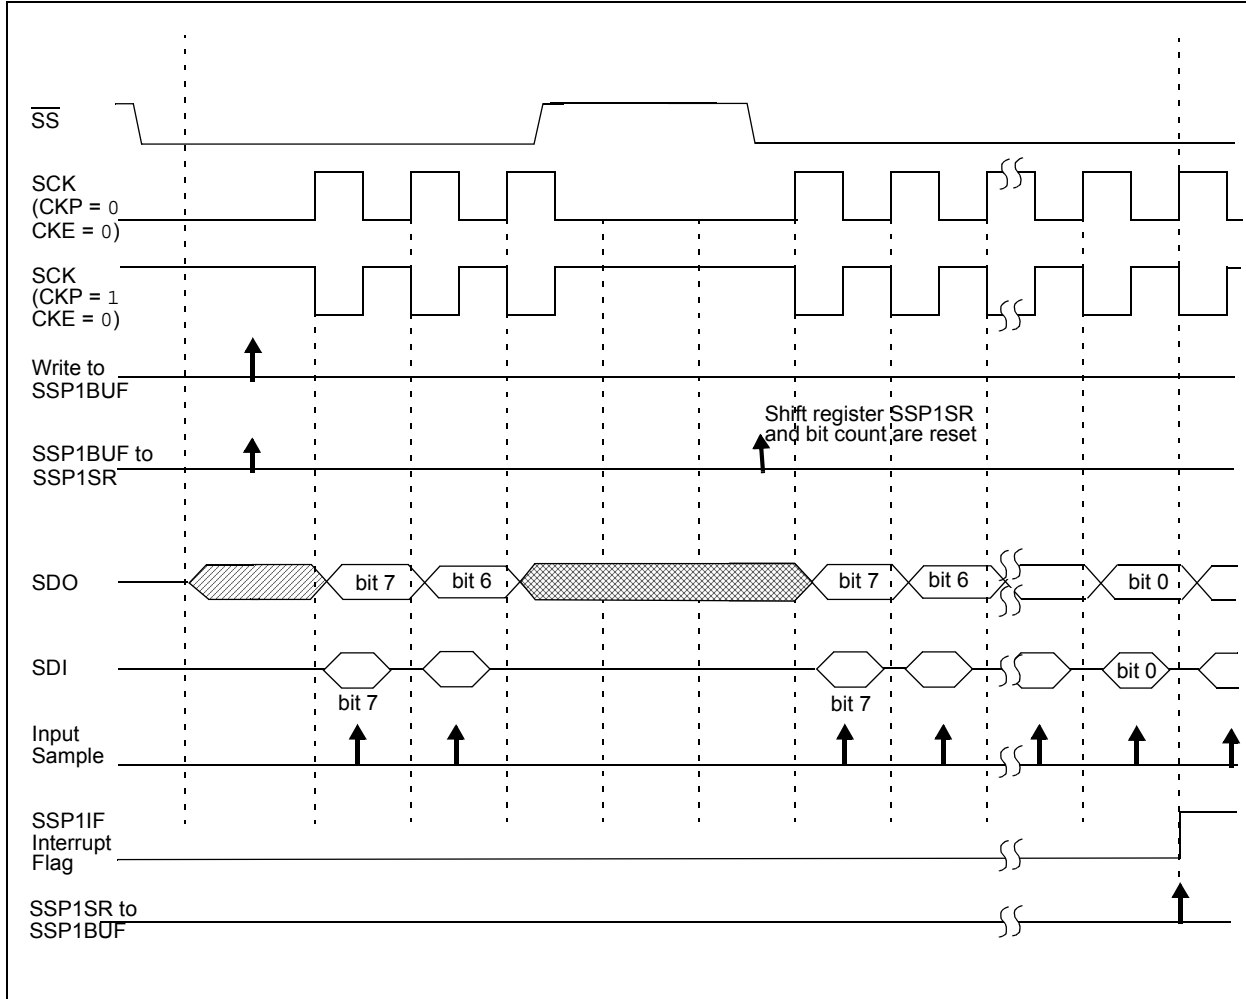 SS
SCK
(CKP = 0
CKE = 0)
SCK
(CKP = 1
CKE = 0)
Write to
SSP1BUF
Shift register SSP1SR
and bit count are reset
SSP1BUF to
SSP1SR
SDO
bit 7
bit 6
bit 7
bit 6
bit 0
SDI
bit 0
bit 7
bit 7
Input
Sample
SSP1IF
Interrupt
Flag
SSP1SR to
SSP1BUF